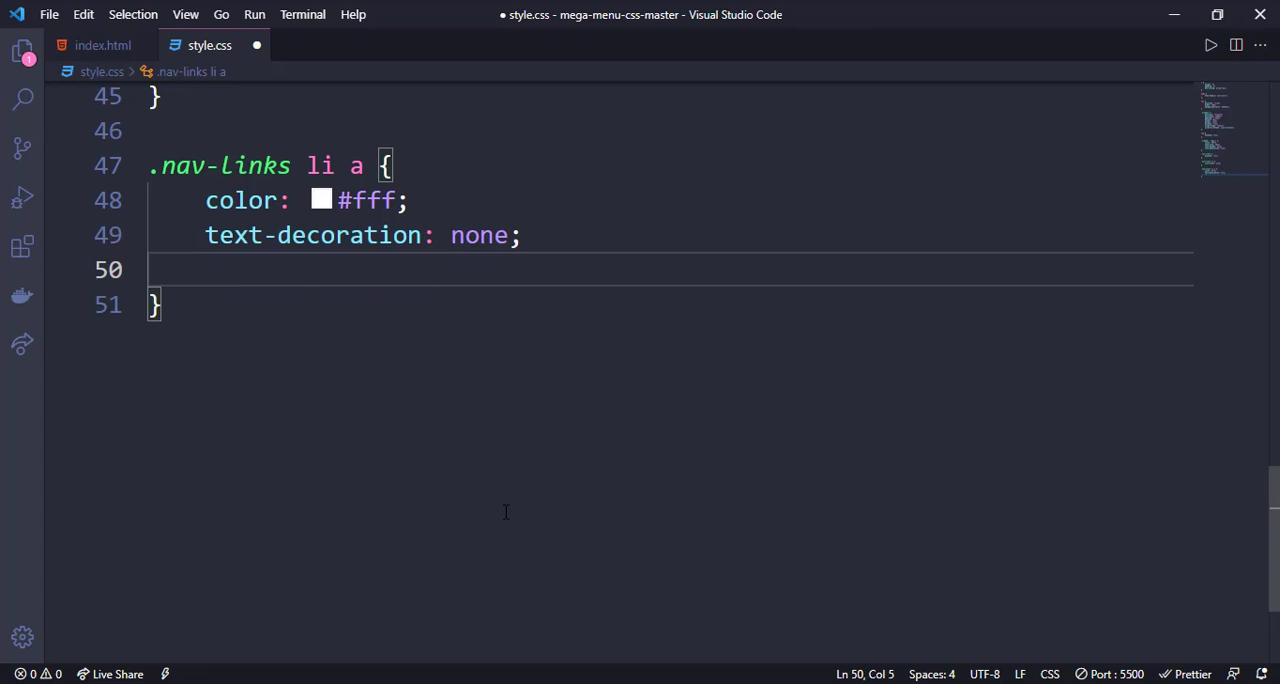 File Edit Selection View Go Run Terminal Help ● style.css - mega-menu-css-master - Visual Studio Code
index.html style.css ●
style.css > .nav-links li a
45 }
46
47 .nav-links li a {
48 color: #fff;
49 text-decoration: none;
50
51 }
1
0 0 Live Share Ln 50, Col 5 Spaces: 4 UTF-8 LF CSS Port : 5500 Prettier